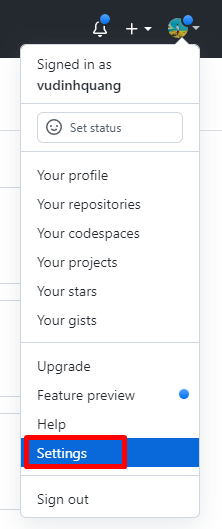 Signed in as
vudinhquang
Set status
Your profile
Your repositories
Your codespaces
Your projects
Your stars
Your gists
Upgrade
Feature preview
Help
Settings
Sign out